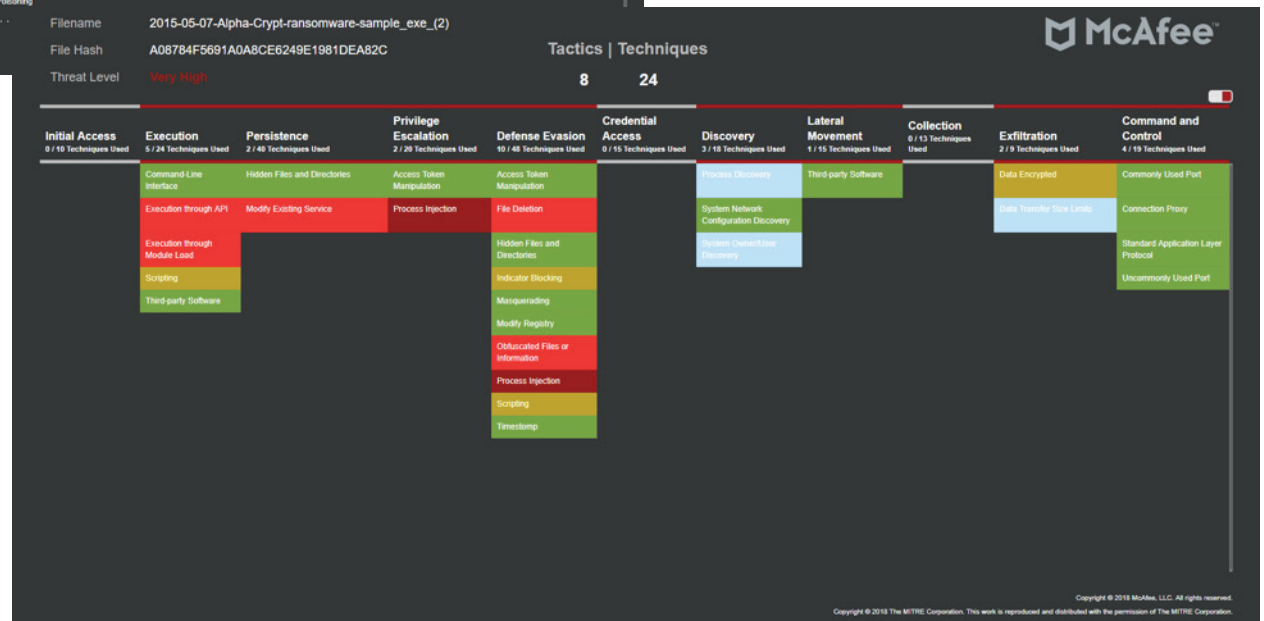 Poisoning
Filename 2015-05-07-Alpha-Crypt-ransomware-sample_exe_(2)
File Hash A08784F5691A0A8CE6249E1981DEA82C
Threat Level Very High
Tactics | Techniques
8 24
McAfee™
Initial Access
0 / 10 Techniques Used
Execution
5 / 24 Techniques Used
Persistence
2 / 40 Techniques Used
Privilege
Escalation
2 / 20 Techniques Used
Defense Evasion
10 / 48 Techniques Used
Credential
Access
0 / 15 Techniques Used
Discovery
3 / 18 Techniques Used
Lateral
Movement
1 / 15 Techniques Used
Collection
0 / 13 Techniques
Used
Exfiltration
2 / 9 Techniques Used
Command and
Control
4 / 19 Techniques Used
Command-Line
Interface
Execution through API
Execution through
Module Load
Scripting
Third-party Software
Hidden Files and Directories
Modify Existing Service
Access Token
Manipulation
Process Injection
Access Token
Manipulation
File Deletion
Hidden Files and
Directories
Indicator Blocking
Masquerading
Modify Registry
Obfuscated Files or
Information
Process Injection
Scripting
Timestomp
Process Discovery
System Network
Configuration Discovery
System Owner/User
Discovery
Third-party Software
Data Encrypted
Data Transfer Size Limits
Commonly Used Port
Connection Proxy
Standard Application Layer
Protocol
Uncommonly Used Port
Copyright © 2018 McAfee, LLC. All rights reserved.
Copyright © 2018 The MITRE Corporation. This work is reproduced and distributed with the permission of The MITRE Corporation.